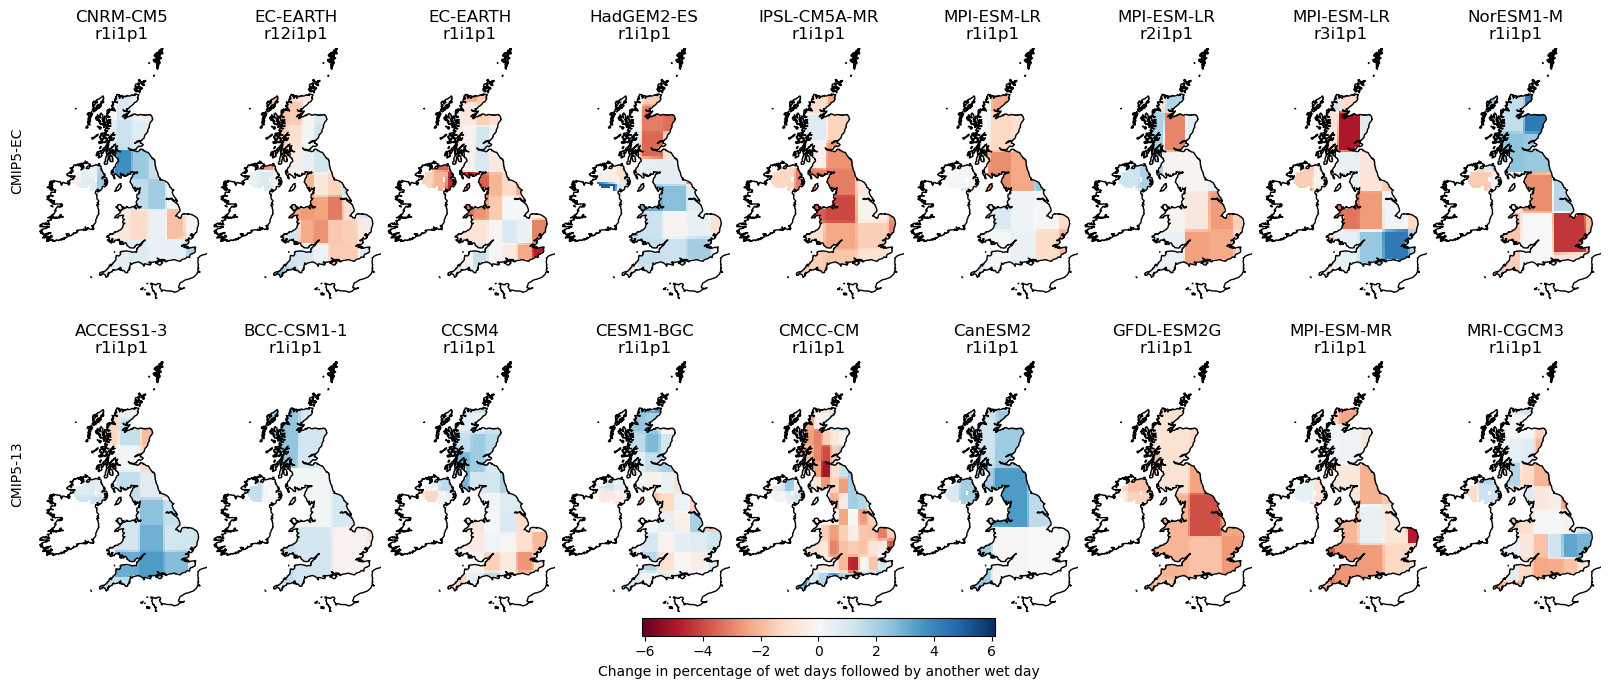 CNRM-CM5 EC-EARTH EC-EARTH HadGEM2-ES IPSL-CM5A-MR MPI-ESM-LR MPI-ESM-LR MPI-ESM-LR NorESM1-M
r1i1p1 r12i1p1 r1i1p1 r1i1p1 r1i1p1 r1i1p1 r2i1p1 r3i1p1 r1i1p1
CMIP5-EC
ACCESS1-3 BCC-CSM1-1 CCSM4 CESM1-BGC CMCC-CM CanESM2 GFDL-ESM2G MPI-ESM-MR MRI-CGCM3
r1i1p1 r1i1p1 r1i1p1 r1i1p1 r1i1p1 r1i1p1 r1i1p1 r1i1p1 r1i1p1
CMIP5-13
−6 −4 −2 0 2 4 6
Change in percentage of wet days followed by another wet day